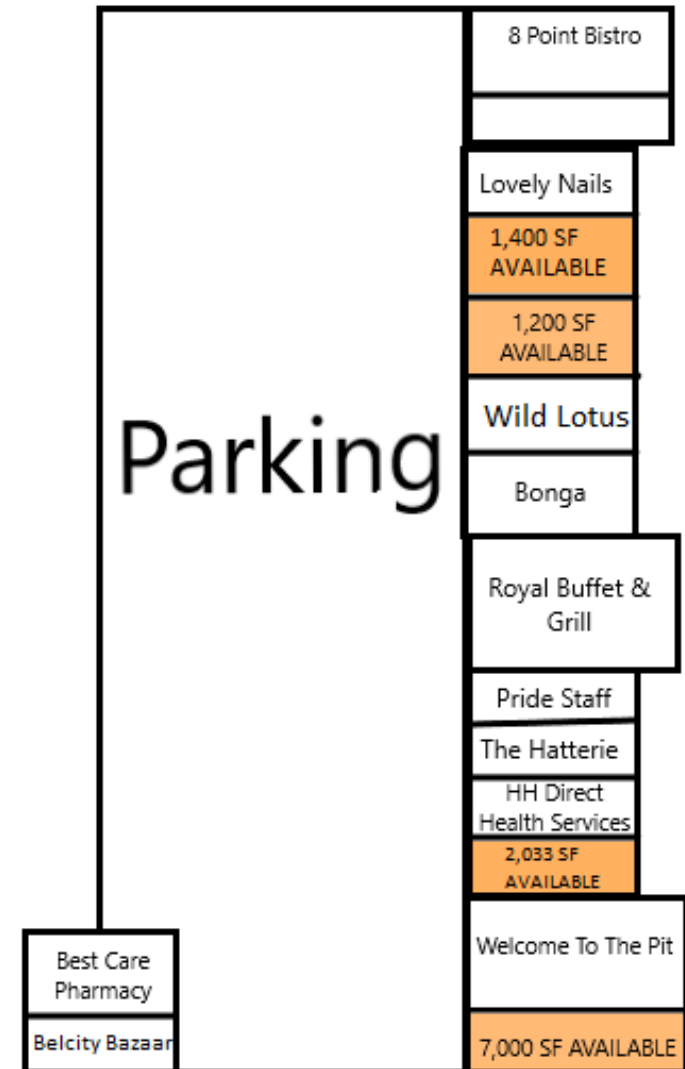 8 Point Bistro
Lovely Nails
1,400 SF
AVAILABLE
1,200 SF
AVAILABLE
Wild Lotus
Parking
Bonga
Royal Buffet &
Grill
Pride Staff
The Hatterie
HH Direct
Health Services
2,033 SF
AVAILABLE
Welcome To The Pit
Best Care
Pharmacy
Belcity Bazaar
7,000 SF AVAILABLE